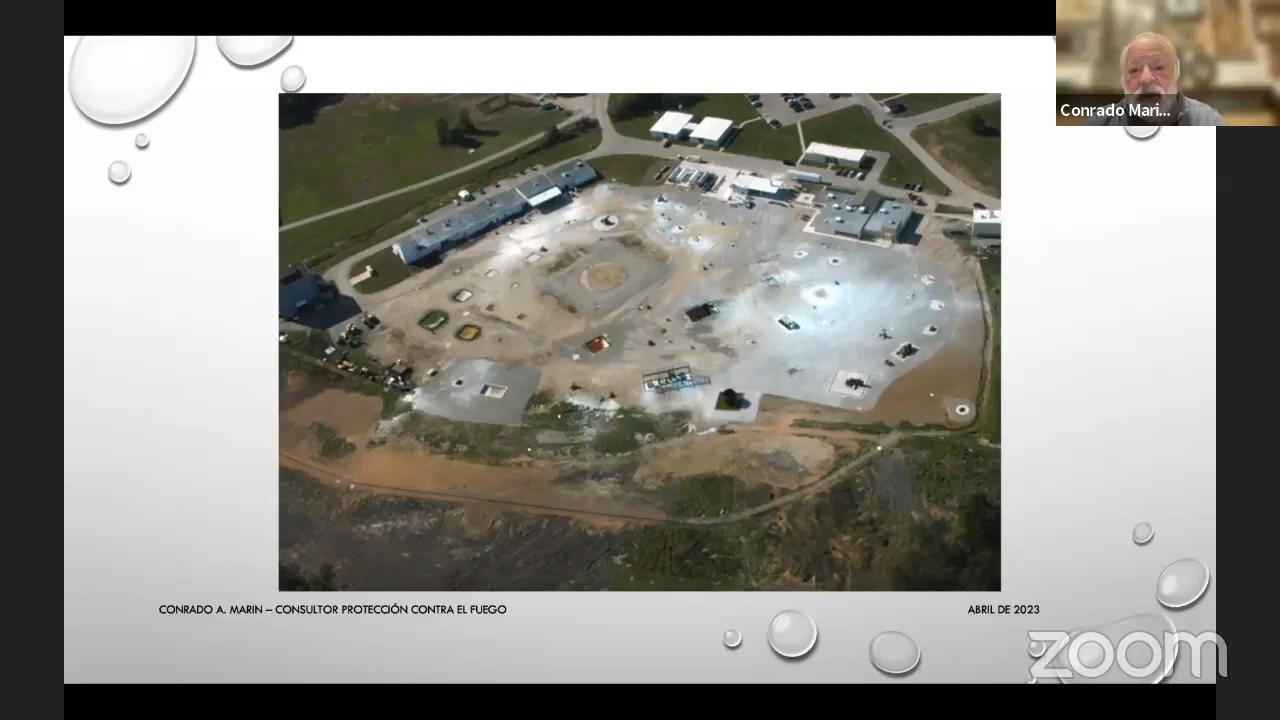 Conrado Mari...
CONRADO A. MARIN – CONSULTOR PROTECCIÓN CONTRA EL FUEGO
ABRIL DE 2023
zoom